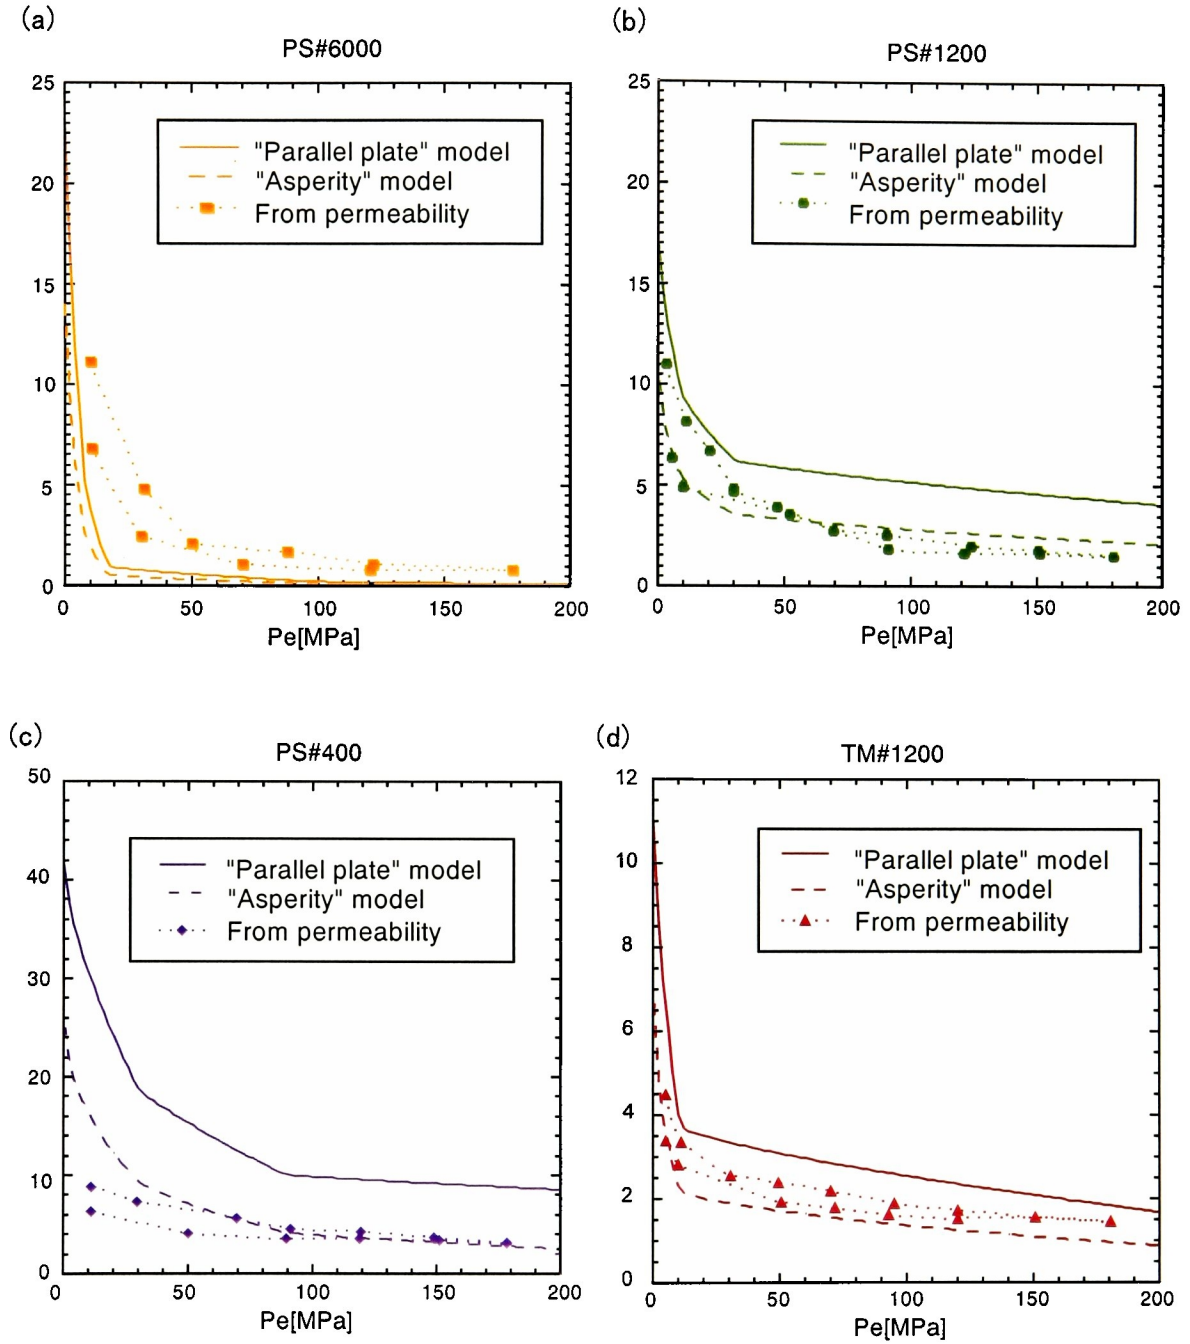 (a)
PS#6000
25
20
15
10
5
0
"Parallel plate" model
"Asperity" model
From permeability
0 50 100 150 200
Pe[MPa]
(b)
PS#1200
25
20
15
10
5
0
"Parallel plate" model
"Asperity" model
From permeability
0 50 100 150 200
Pe[MPa]
(c)
PS#400
50
40
30
20
10
0
"Parallel plate" model
"Asperity" model
From permeability
0 50 100 150 200
Pe[MPa]
(d)
TM#1200
12
10
8
6
4
2
0
"Parallel plate" model
"Asperity" model
From permeability
0 50 100 150 200
Pe[MPa]